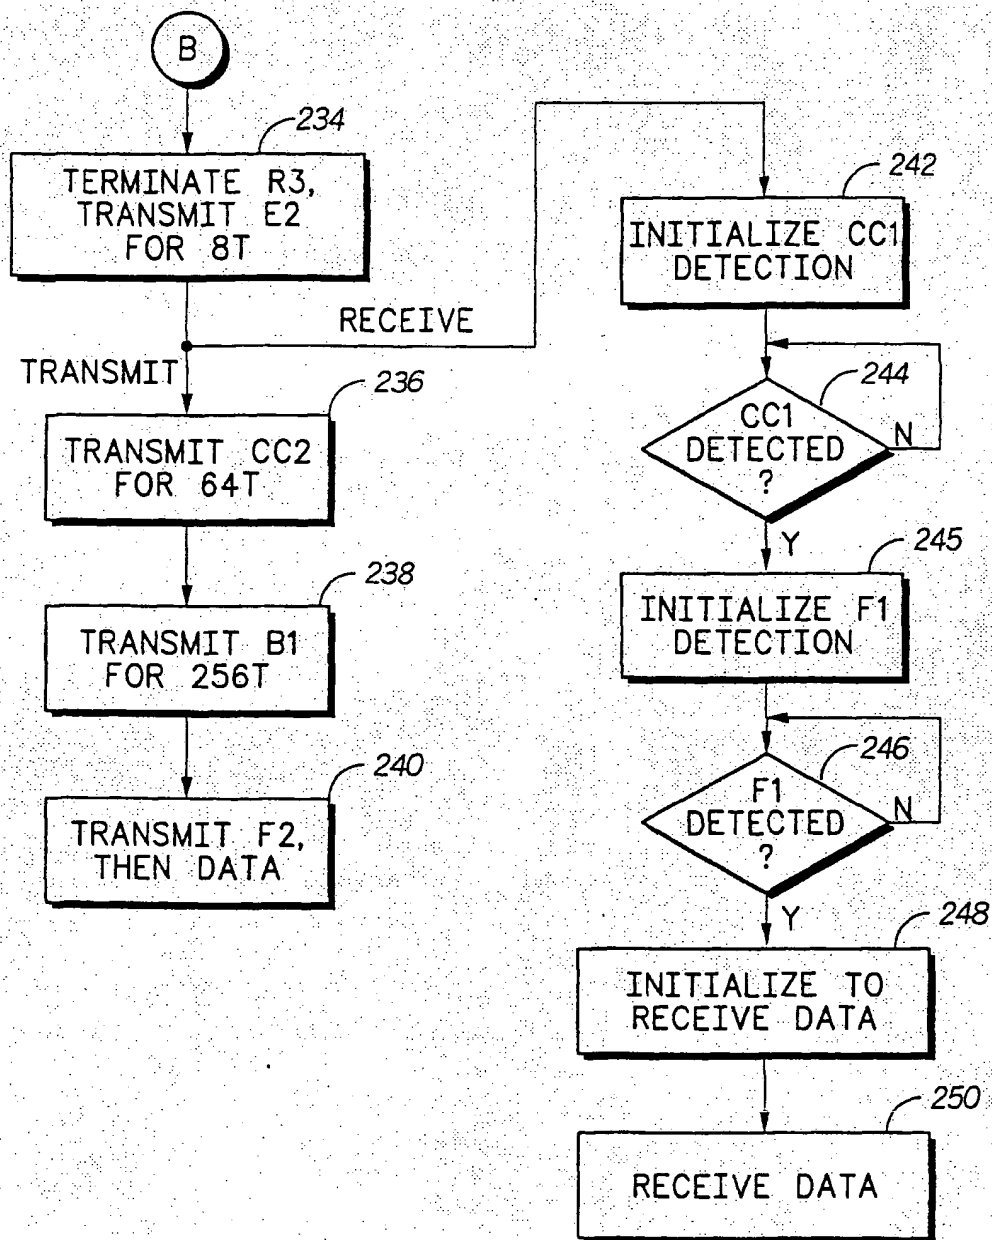 B
234
TERMINATE R3,
TRANSMIT E2
FOR 8T
RECEIVE
TRANSMIT
236
TRANSMIT CC2
FOR 64T
238
TRANSMIT B1
FOR 256T
240
TRANSMIT F2,
THEN DATA
242
INITIALIZE CC1
DETECTION
244
CC1
DETECTED
?
N
Y
245
INITIALIZE F1
DETECTION
246
F1
DETECTED
?
N
Y
248
INITIALIZE TO
RECEIVE DATA
250
RECEIVE DATA